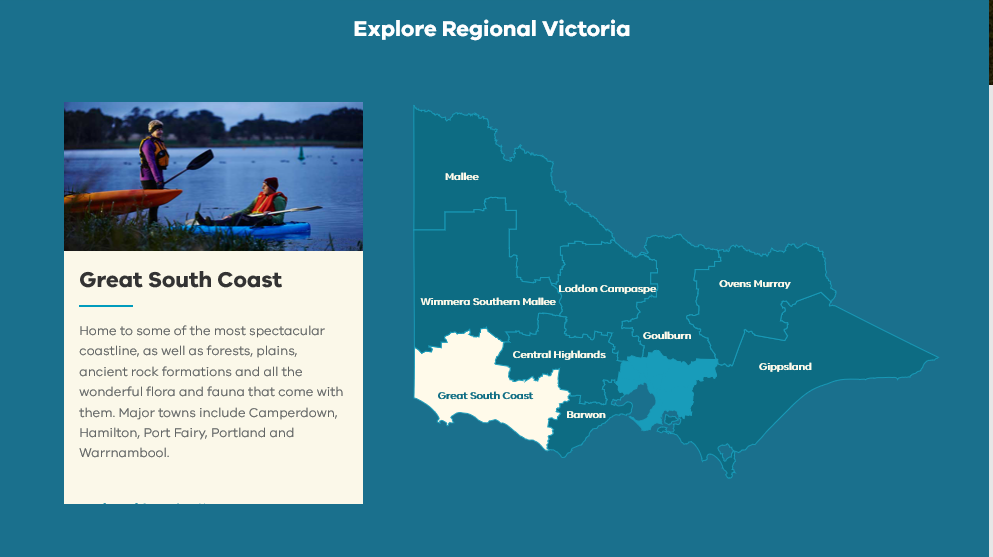 Explore Regional Victoria
Great South Coast
Home to some of the most spectacular
coastline, as well as forests, plains,
ancient rock formations and all the
wonderful flora and fauna that come with
them. Major towns include Camperdown,
Hamilton, Port Fairy, Portland and
Warrnambool.
Mallee
Wimmera Southern Mallee
Loddon Campaspe
Ovens Murray
Goulburn
Central Highlands
Gippsland
Great South Coast
Barwon